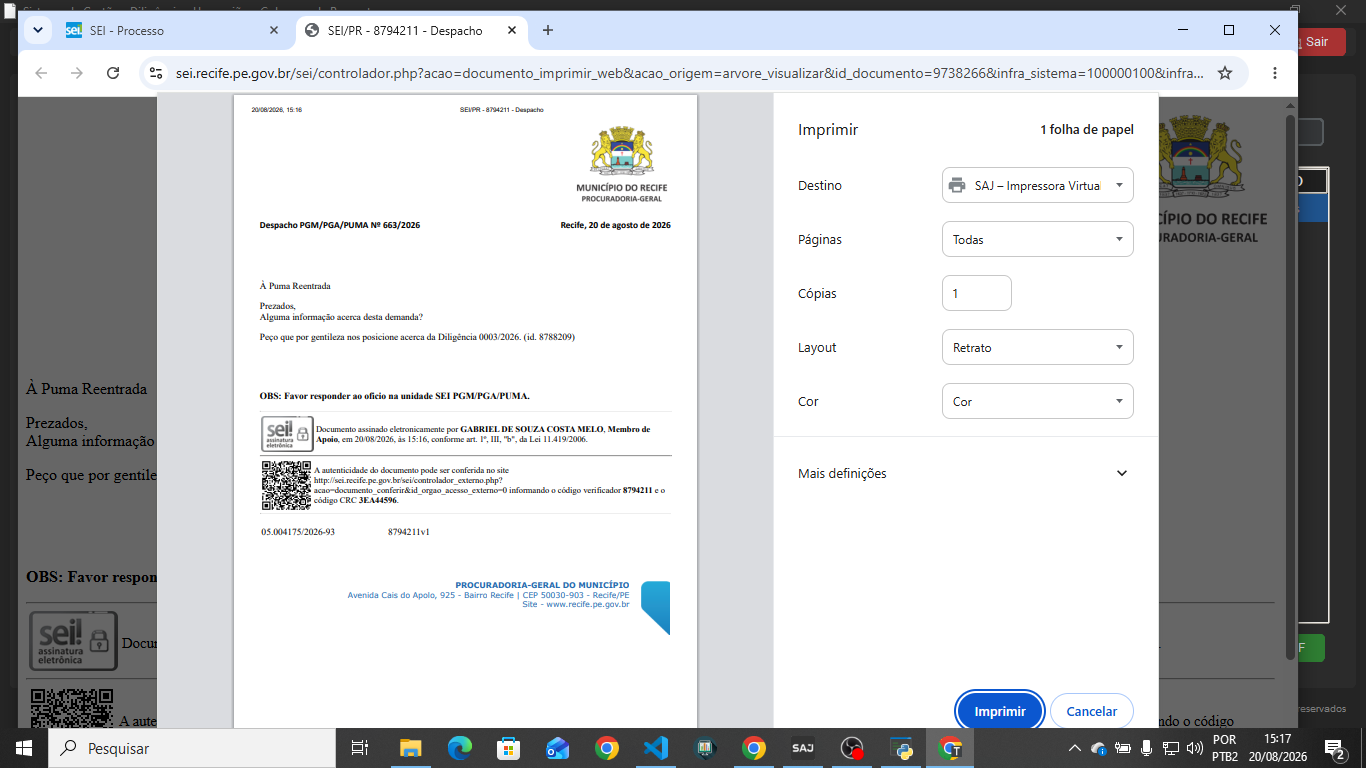 Sair
SEI - Processo
SEI/PR - 8794211 - Despacho
sei.recife.pe.gov.br/sei/controlador.php?acao=documento_imprimir_web&acao_origem=arvore_visualizar&id_documento=9738266&infra_sistema=100000100&infra...
20/08/2026, 15:16
SEI/PR - 8794211 - Despacho
MUNICÍPIO DO RECIFE
PROCURADORIA-GERAL
Despacho PGM/PGA/PUMA Nº 663/2026
Recife, 20 de agosto de 2026
À Puma Reentrada
Prezados,
Alguma informação acerca desta demanda?
Peço que por gentileza nos posicione acerca da Diligência 0003/2026. (id. 8788209)
OBS: Favor responder ao ofício na unidade SEI PGM/PGA/PUMA.
sei!
assinatura
eletrônica
Documento assinado eletronicamente por GABRIEL DE SOUZA COSTA MELO, Membro de
Apoio, em 20/08/2026, às 15:16, conforme art. 1º, III, "b", da Lei 11.419/2006.
A autenticidade do documento pode ser conferida no site
http://sei.recife.pe.gov.br/sei/controlador_externo.php?
acao=documento_conferir&id_orgao_acesso_externo=0 informando o código verificador 8794211 e o
código CRC 3EA44596.
05.004175/2026-93
8794211v1
PROCURADORIA-GERAL DO MUNICÍPIO
Avenida Cais do Apolo, 925 - Bairro Recife | CEP 50030-903 - Recife/PE
Site - www.recife.pe.gov.br
Imprimir
1 folha de papel
Destino
SAJ – Impressora Virtual
Páginas
Todas
Cópias
1
Layout
Retrato
Cor
Cor
Mais definições
Imprimir
Cancelar
À Puma Reentrada
Prezados,
Alguma informação
Peço que por gentile
OBS: Favor respon
sei!
assinatura
eletrônica
Docur
A aute
CÍPIO DO RECIFE
URADORIA-GERAL
ndo o código
F
reservados
Pesquisar
SAJ
POR
PTB2
15:17
20/08/2026
2